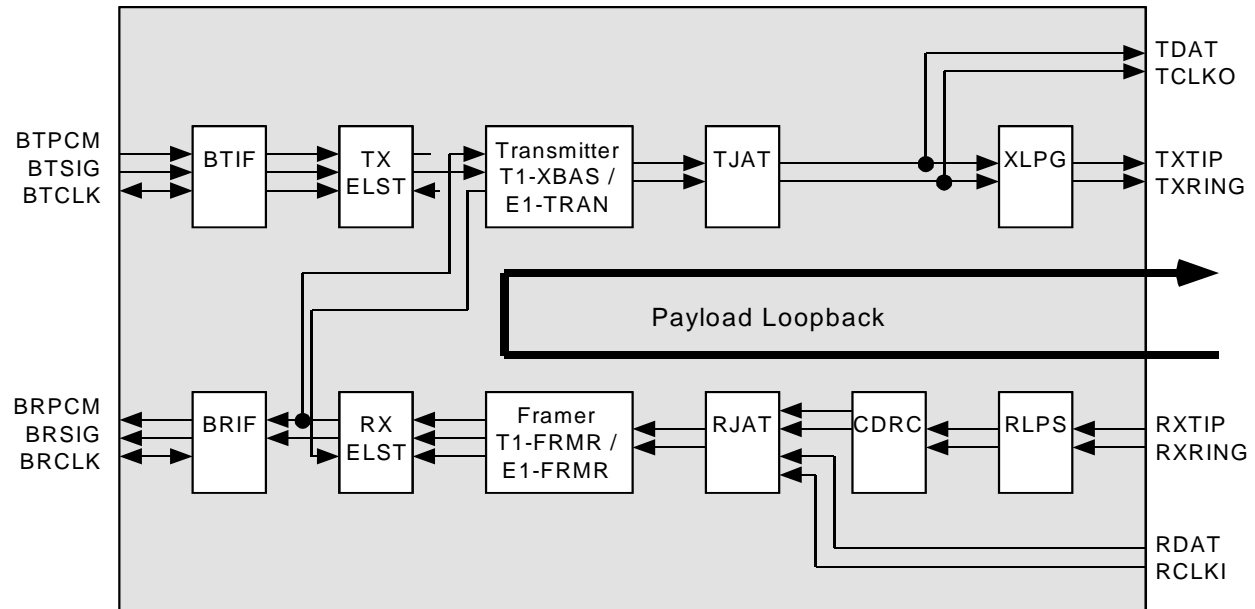 TDAT
TCLKO
BTPCM
BTSIG
BTCLK
BTIF
TX
ELST
Transmitter
T1-XBAS /
E1-TRAN
TJAT
XLPG
TXTIP
TXRING
Payload Loopback
BRPCM
BRSIG
BRCLK
BRIF
RX
ELST
Framer
T1-FRMR /
E1-FRMR
RJAT
CDRC
RLPS
RXTIP
RXRING
RDAT
RCLKI